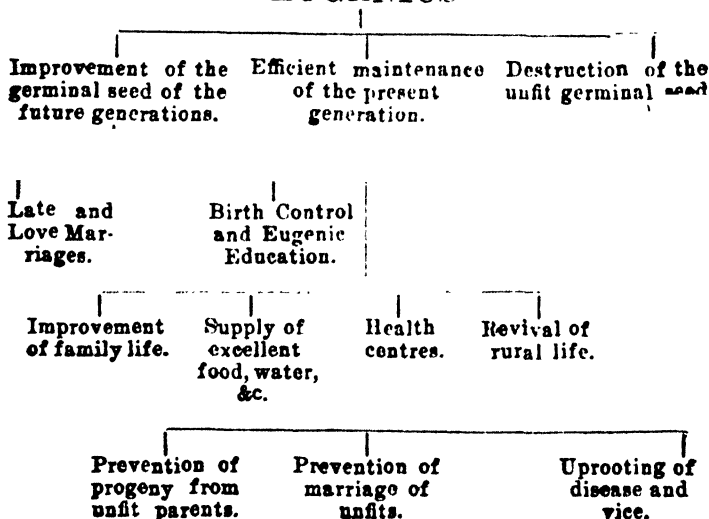 Improvement of the
germinal seed of the
future generations.
Efficient maintenance
of the present
generation.
Destruction of the
unfit germinal seed
Late and
Love Mar-
riages.
Birth Control
and Eugenic
Education.
Improvement
of family life.
Supply of
excellent
food, water,
&c.
Health
centres.
Revival of
rural life.
Prevention of
progeny from
unfit parents.
Prevention of
marriage of
unfits.
Uprooting of
disease and
vice.